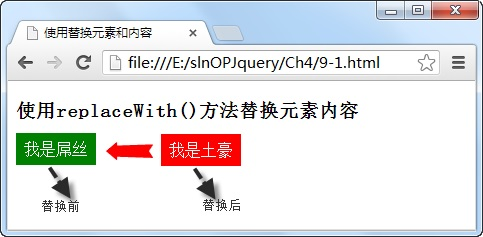 使用替换元素和内容
file:///E:/slnOPJquery/Ch4/9-1.html
使用replaceWith()方法替换元素内容
我是屌丝 我是土豪
替换前 替换后